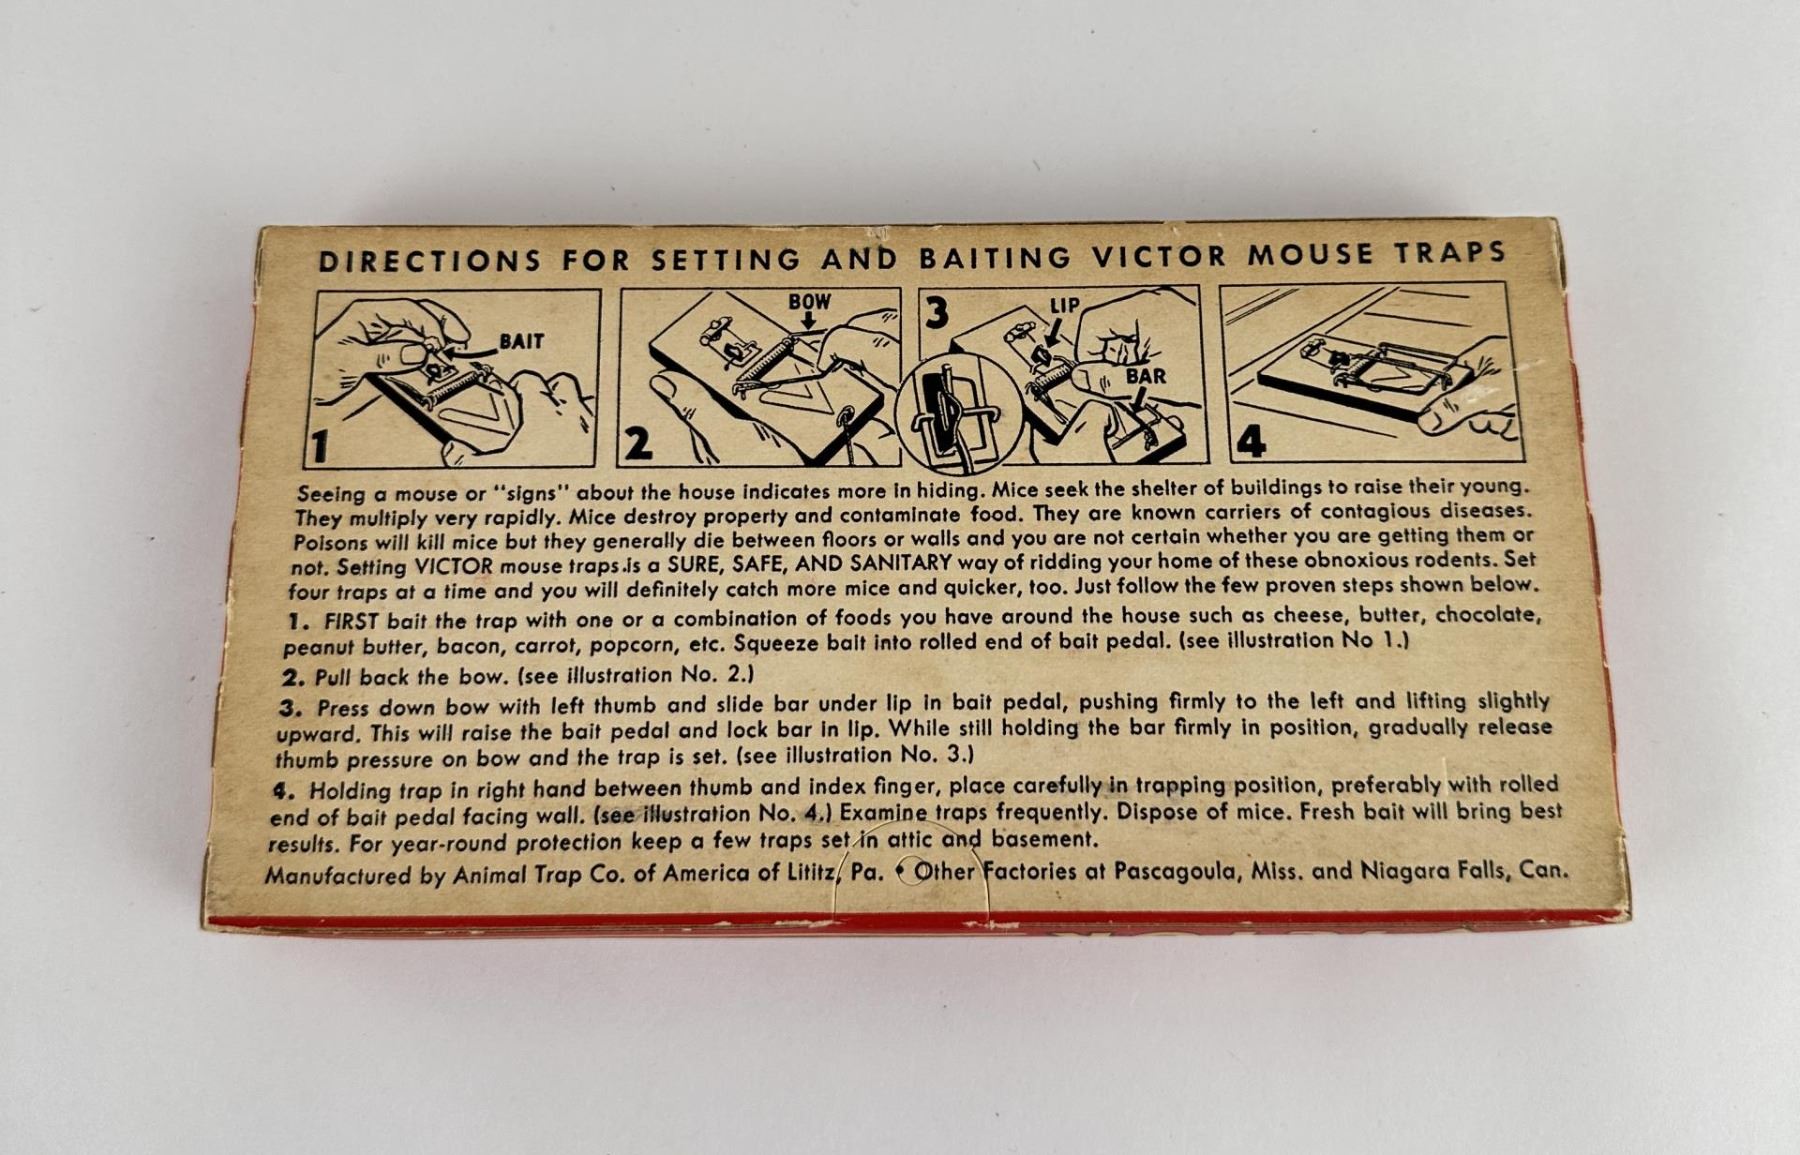 DIRECTIONS FOR SETTING AND BAITING VICTOR MOUSE TRAPS
BAIT
1
BOW
2
3
LIP
BAR
4
Seeing a mouse or "signs" about the house indicates more in hiding. Mice seek the shelter of buildings to raise their young.
They multiply very rapidly. Mice destroy property and contaminate food. They are known carriers of contagious diseases.
Poisons will kill mice but they generally die between floors or walls and you are not certain whether you are getting them or
not. Setting VICTOR mouse traps is a SURE, SAFE, AND SANITARY way of ridding your home of these obnoxious rodents. Set
four traps at a time and you will definitely catch more mice and quicker, too. Just follow the few proven steps shown below.
1. FIRST bait the trap with one or a combination of foods you have around the house such as cheese, butter, chocolate,
peanut butter, bacon, carrot, popcorn, etc. Squeeze bait into rolled end of bait pedal. (see illustration No 1.)
2. Pull back the bow. (see illustration No. 2.)
3. Press down bow with left thumb and slide bar under lip in bait pedal, pushing firmly to the left and lifting slightly
upward. This will raise the bait pedal and lock bar in lip. While still holding the bar firmly in position, gradually release
thumb pressure on bow and the trap is set. (see illustration No. 3.)
4. Holding trap in right hand between thumb and index finger, place carefully in trapping position, preferably with rolled
end of bait pedal facing wall. (see illustration No. 4.) Examine traps frequently. Dispose of mice. Fresh bait will bring best
results. For year-round protection keep a few traps set in attic and basement.
Manufactured by Animal Trap Co. of America of Lititz, Pa. • Other Factories at Pascagoula, Miss. and Niagara Falls, Can.